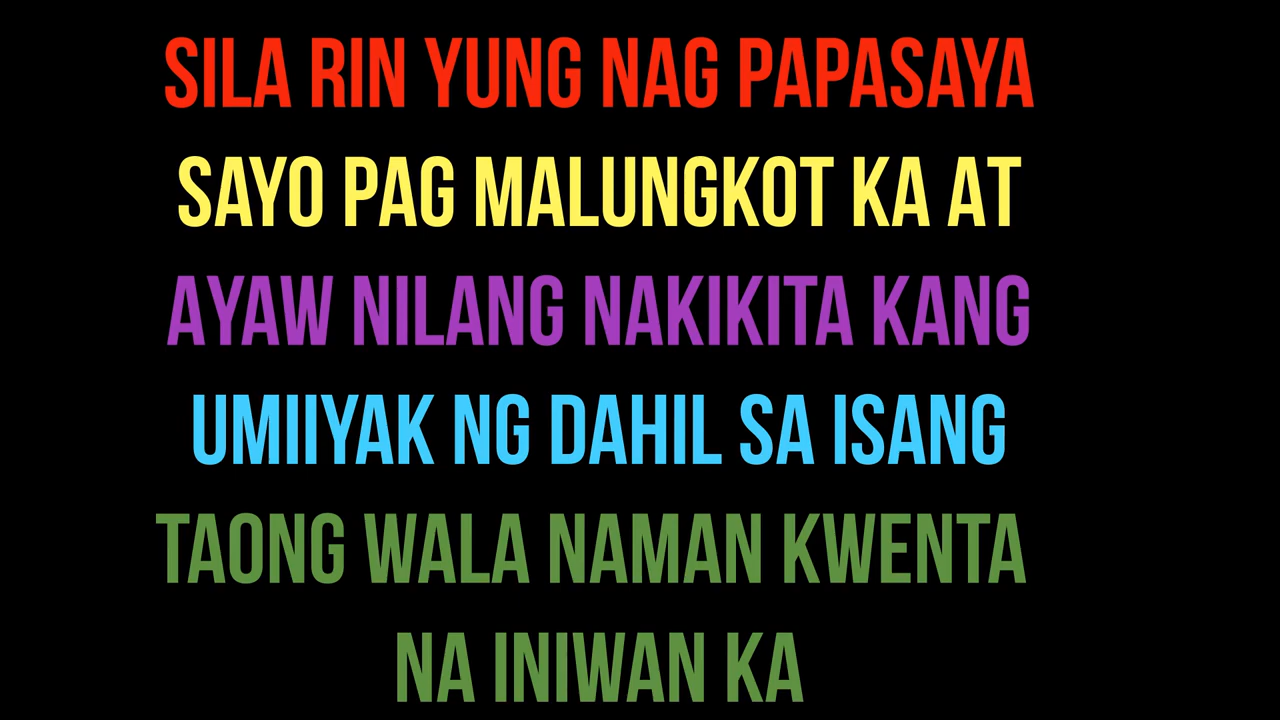 SILA RIN YUNG NAG PAPASAYA
SAYO PAG MALUNGKOT KA AT
AYAW NILANG NAKIKITA KANG
UMIIYAK NG DAHIL SA ISANG
TAONG WALA NAMAN KWENTA
NA INIWAN KA